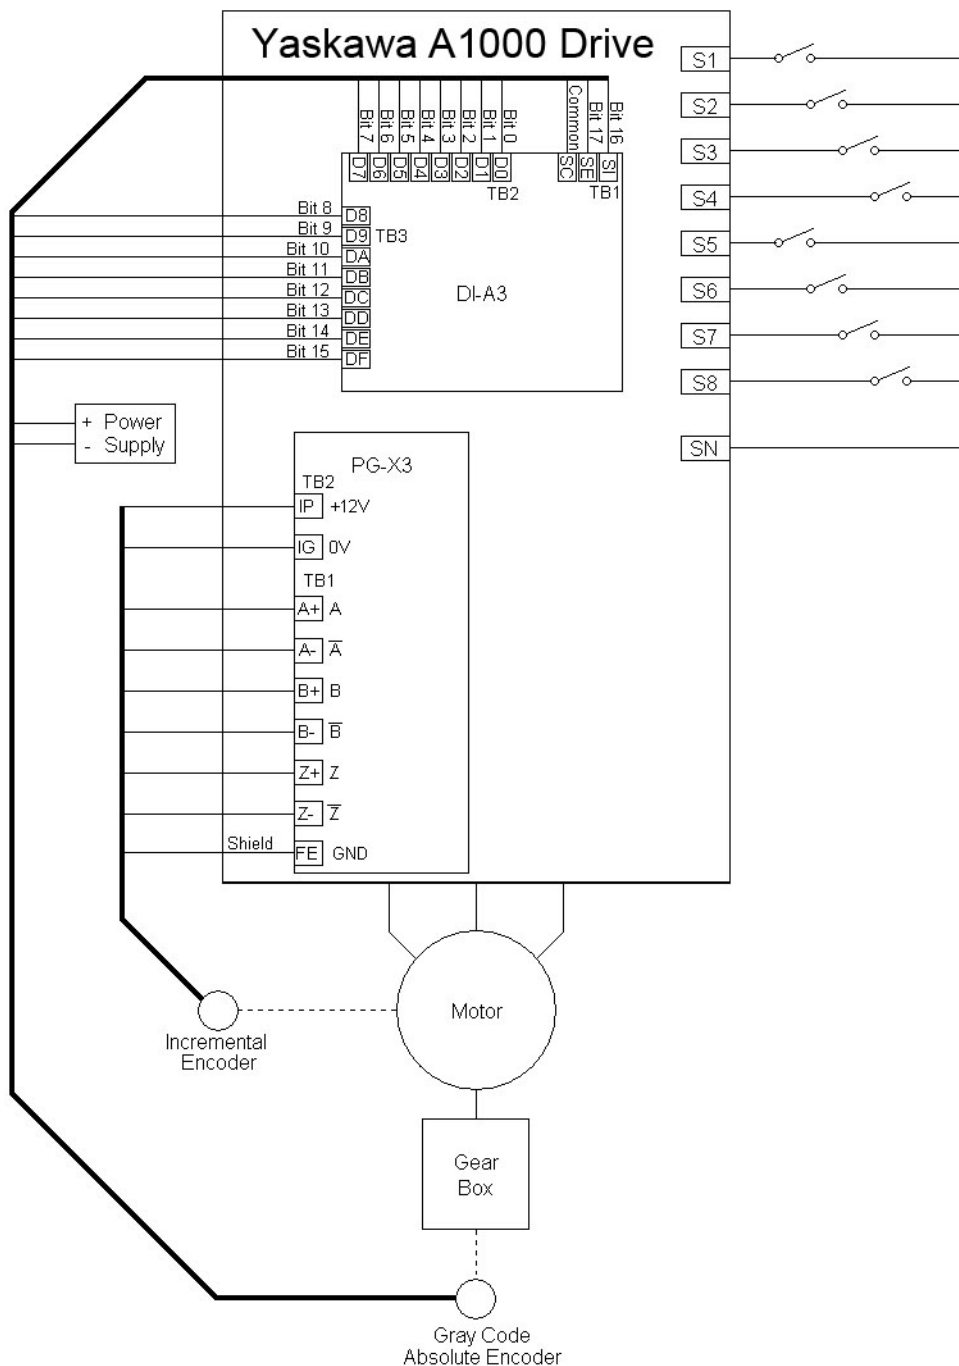 Yaskawa A1000 Drive
Bit 7
Bit 6
Bit 5
Bit 4
Bit 3
Bit 2
Bit 1
Bit 0
Common
Bit 17
Bit 16
D7
D6
D5
D4
D3
D2
D1
D0
SC
SE
SI
TB2
TB1
Bit 8 D8
Bit 9 D9 TB3
Bit 10 DA
Bit 11 DB
Bit 12 DC
Bit 13 DD
Bit 14 DE
Bit 15 DF
DI-A3
S1
S2
S3
S4
S5
S6
S7
S8
SN
+ Power
- Supply
PG-X3
TB2
IP +12V
IG 0V
TB1
A+ A
A- A̅
B+ B
B- B̅
Z+ Z
Z- Z̅
Shield FE GND
Motor
Incremental
Encoder
Gear
Box
Gray Code
Absolute Encoder